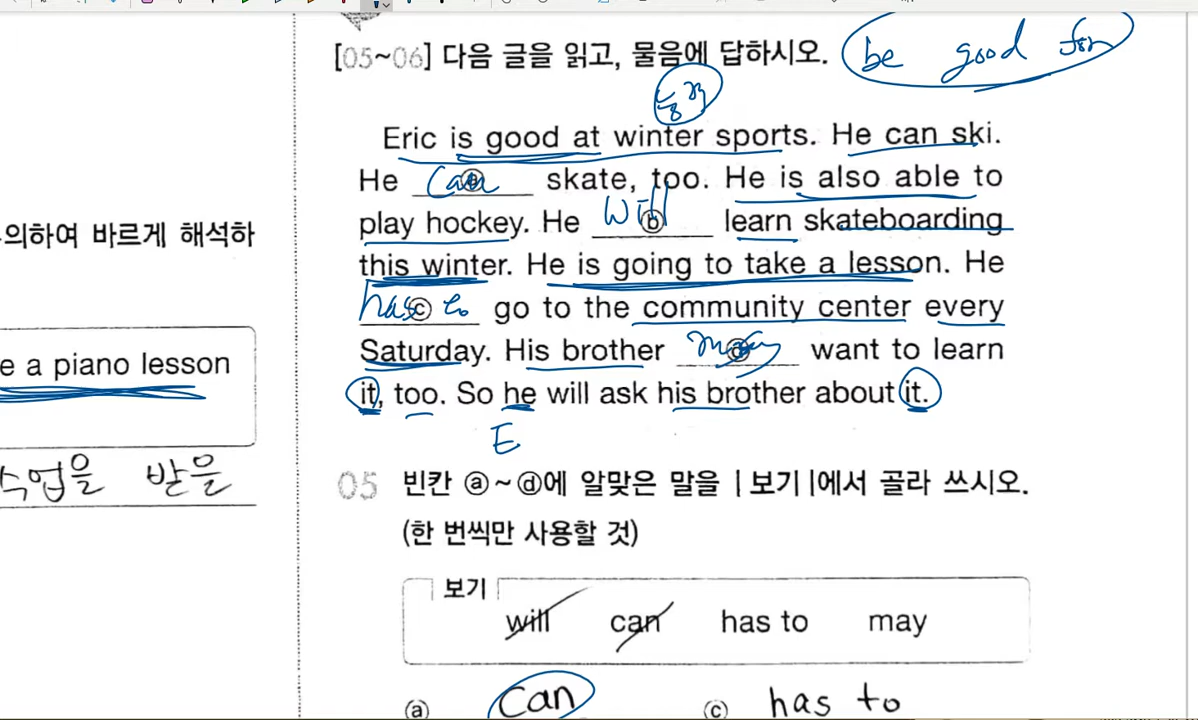 [05~06] 다음 글을 읽고, 물음에 답하시오.
be good for
능력
Eric is good at winter sports. He can ski.
He can ⓐ skate, too. He is also able to
play hockey. He will ⓑ learn skateboarding
this winter. He is going to take a lesson. He
has to ⓒ go to the community center every
Saturday. His brother may ⓓ want to learn
it, too. So he will ask his brother about it.
E
의하여 바르게 해석하
e a piano lesson
수업을 받을
05 빈칸 ⓐ~ⓓ에 알맞은 말을 |보기|에서 골라 쓰시오.
(한 번씩만 사용할 것)
보기
will can has to may
ⓐ can ⓒ has to